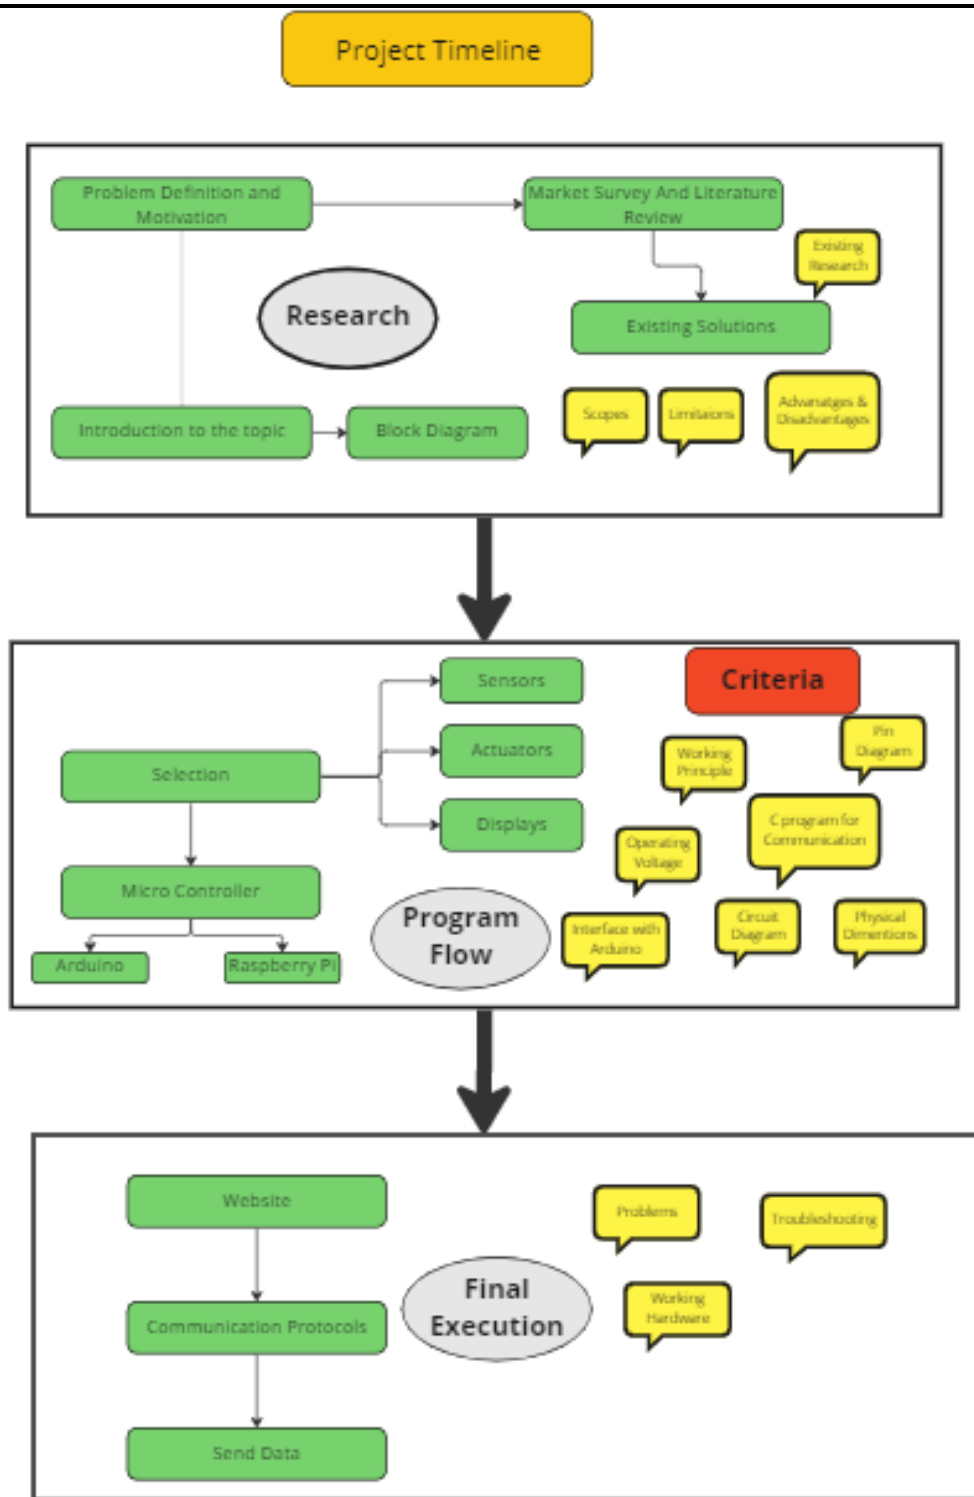 Project Timeline
Problem Definition and
Motivation
Market Survey And Literature
Review
Existing
Research
Research
Existing Solutions
Introduction to the topic
Block Diagram
Scopes
Limitaions
Advanatges &
Disadvantages
Sensors
Criteria
Actuators
Working
Principle
Pin
Diagram
Selection
Displays
C program for
Communication
Operating
Voltage
Micro Controller
Program
Flow
Interface with
Arduino
Circuit
Diagram
Physical
Dimentions
Arduino
Raspberry Pi
Website
Problems
Troubleshooting
Final
Execution
Working
Hardware
Communication Protocols
Send Data